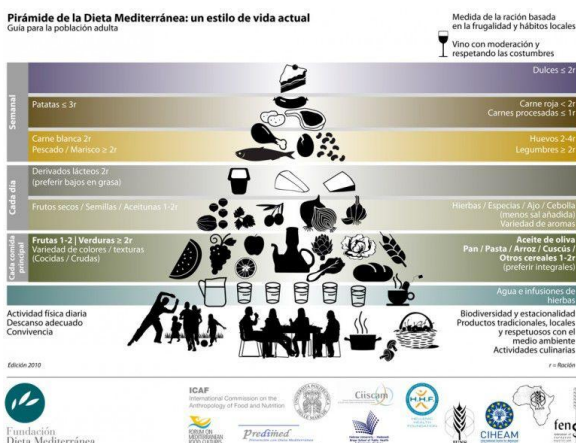 Pirámide de la Dieta Mediterránea: un estilo de vida actual
Guía para la población adulta
Medida de la ración basada
en la frugalidad y hábitos locales
Vino con moderación y
respetando las costumbres
Semanal
Dulces ≤ 2r
Patatas ≤ 3r
Carne roja < 2r
Carnes procesadas ≤ 1r
Carne blanca 2r
Pescado / Marisco ≥ 2r
Huevos 2-4r
Legumbres ≥ 2r
Cada día
Derivados lácteos 2r
(preferir bajos en grasa)
Frutos secos / Semillas / Aceitunas 1-2r
Hierbas / Especias / Ajo / Cebolla
(menos sal añadida)
Variedad de aromas
Cada comida
principal
Frutas 1-2 | Verduras ≥ 2r
Variedad de colores / texturas
(Cocidas / Crudas)
Aceite de oliva
Pan / Pasta / Arroz / Cuscús /
Otros cereales 1-2r
(preferir integrales)
Agua e infusiones de
hierbas
Actividad física diaria
Descanso adecuado
Convivencia
Biodiversidad y estacionalidad
Productos tradicionales, locales
y respetuosos con el
medio ambiente
Actividades culinarias
Edición 2010
r = Ración
Fundación
Dieta Mediterránea
ICAF
International Commission on the
Anthropology of Food and Nutrition
FORUM ON
MEDITERRANEAN
FOOD CULTURES
Predimed
Ciiscam
H.H.F.
CIHEAM